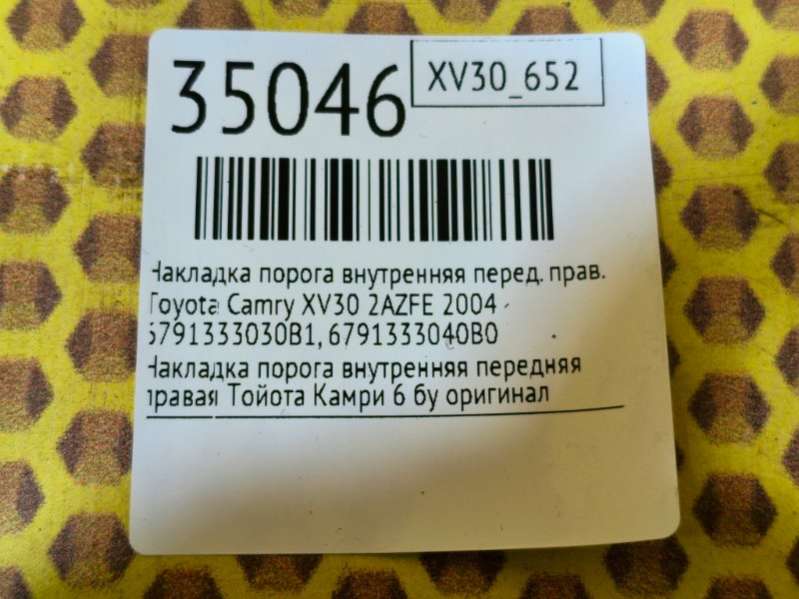 35046
XV30_652
Накладка порога внутренняя перед. прав.
Toyota Camry XV30 2AZFE 2004
6791333030B1, 6791333040B0
Накладка порога внутренняя передняя
правая Тойота Камри 6 бу оригинал